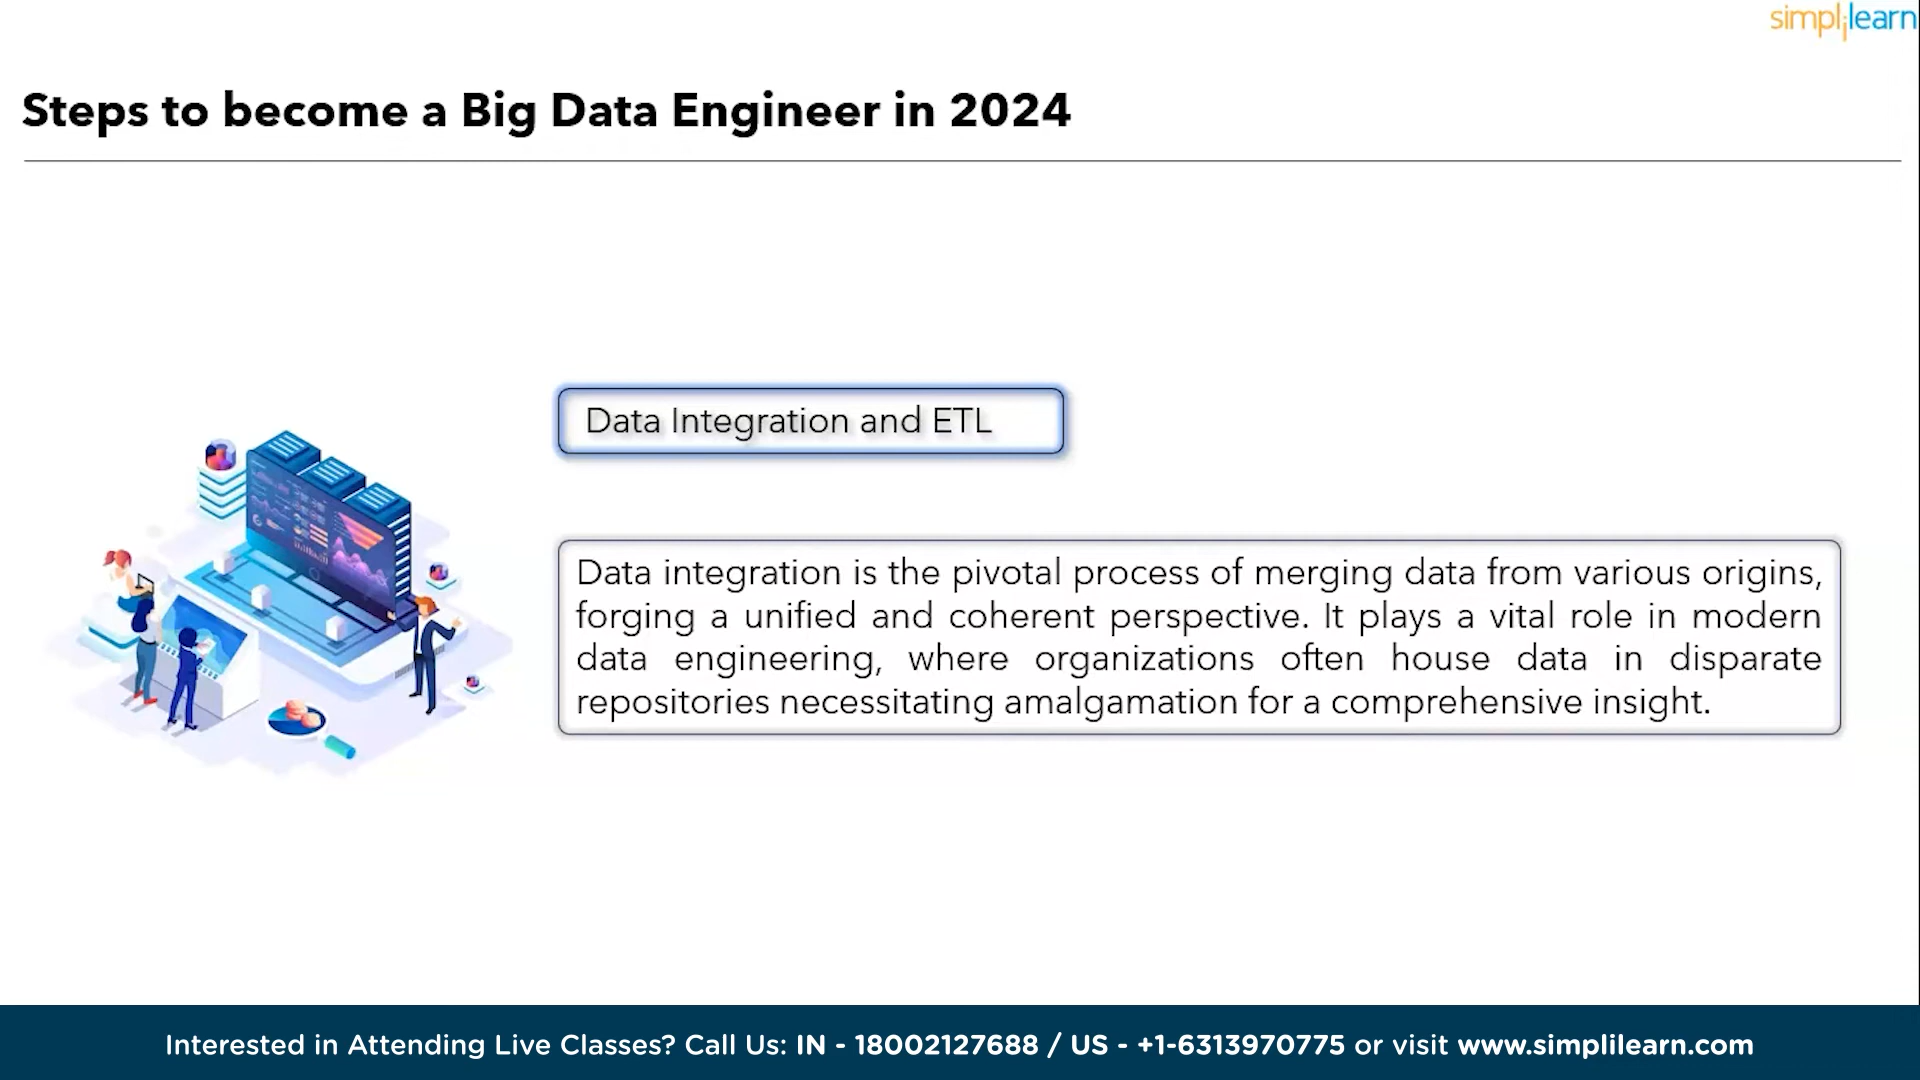 simplilearn
Steps to become a Big Data Engineer in 2024
Data Integration and ETL
Data integration is the pivotal process of merging data from various origins,
forging a unified and coherent perspective. It plays a vital role in modern
data engineering, where organizations often house data in disparate
repositories necessitating amalgamation for a comprehensive insight.
Interested in Attending Live Classes? Call Us: IN - 18002127688 / US - +1-6313970775 or visit www.simplilearn.com